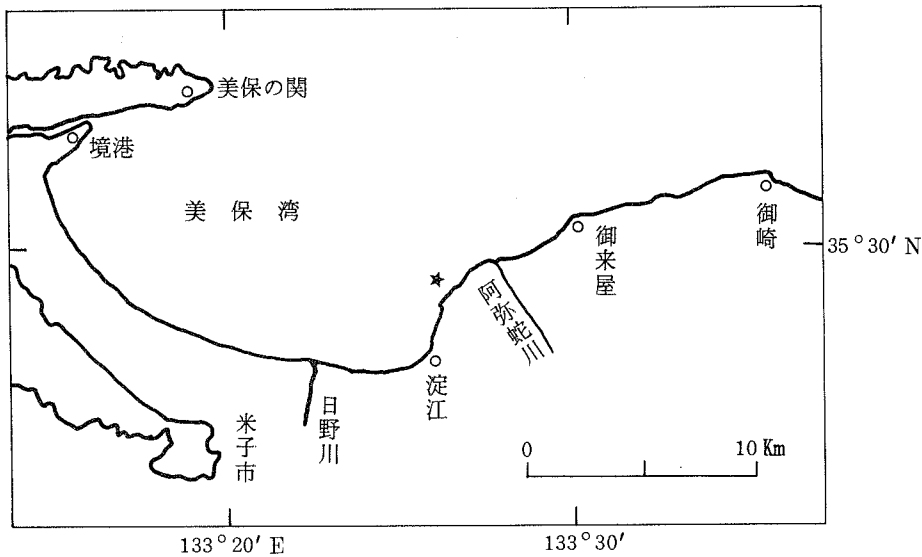 美保の関
境港
美保湾
御崎
御来屋
35°30′N
阿弥蛇川
淀江
日野川
米子市
0 10 Km
133°20′E 133°30′